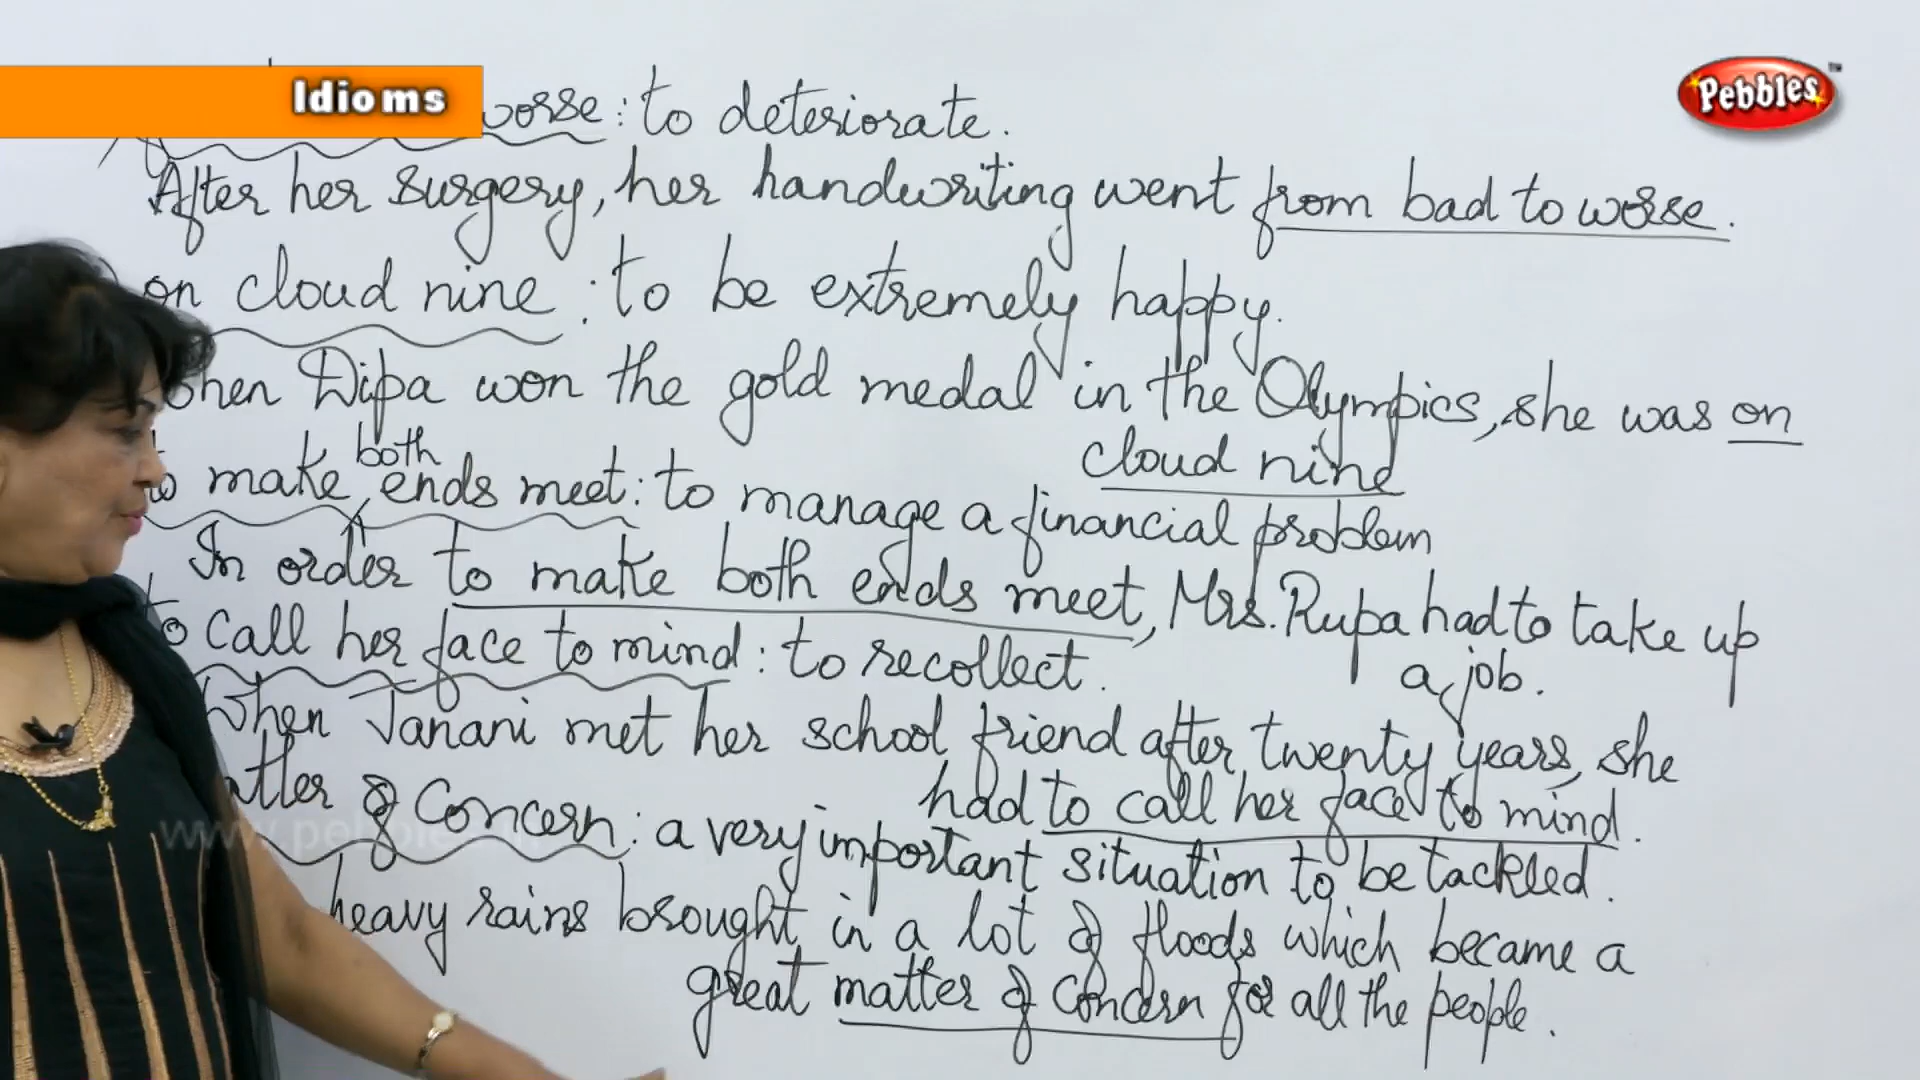 Idioms
Pebbles™
worse : to deteriorate.
After her surgery, her handwriting went from bad to worse.
on cloud nine : to be extremely happy.
When Dipa won the gold medal in the Olympics, she was on
cloud nine
to make both ends meet : to manage a financial problem
In order to make both ends meet, Mrs. Rupa had to take up
a job.
to call her face to mind : to recollect.
When Janani met her school friend after twenty years, she
had to call her face to mind.
of concern : a very important situation to be tackled.
heavy rains brought in a lot of floods which became a
great matter of concern for all the people.